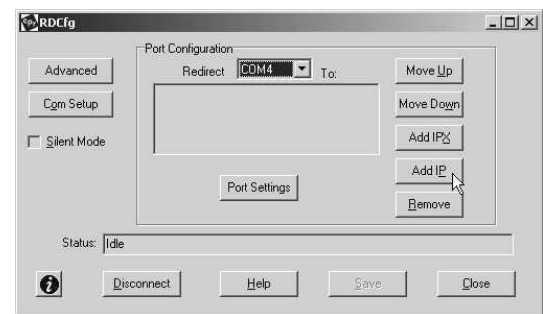 RDCfg
Port Configuration
Advanced
Redirect COM4 To:
Move Up
Com Setup
Move Down
Silent Mode
Add IPX
Add IP
Port Settings
Remove
Status: Idle
Disconnect
Help
Save
Close